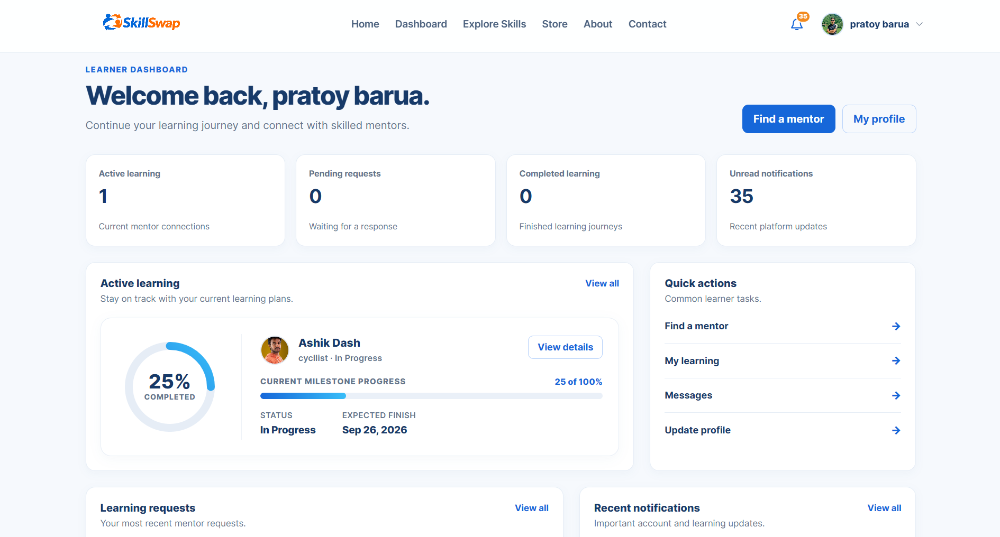 SkillSwap
Home Dashboard Explore Skills Store About Contact
35
pratoy barua
LEARNER DASHBOARD
Welcome back, pratoy barua.
Continue your learning journey and connect with skilled mentors.
Find a mentor
My profile
Active learning
1
Current mentor connections
Pending requests
0
Waiting for a response
Completed learning
0
Finished learning journeys
Unread notifications
35
Recent platform updates
Active learning
View all
Stay on track with your current learning plans.
25%
COMPLETED
Ashik Dash
cycllist · In Progress
View details
CURRENT MILESTONE PROGRESS
25 of 100%
STATUS
In Progress
EXPECTED FINISH
Sep 26, 2026
Quick actions
Common learner tasks.
Find a mentor
My learning
Messages
Update profile
Learning requests
View all
Your most recent mentor requests.
Recent notifications
View all
Important account and learning updates.